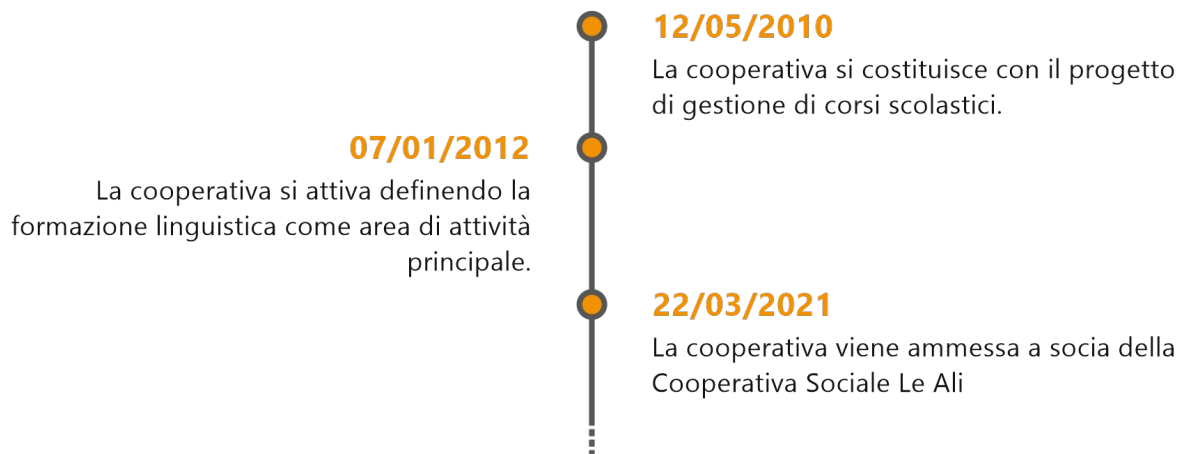 12/05/2010
La cooperativa si costituisce con il progetto
di gestione di corsi scolastici.
07/01/2012
La cooperativa si attiva definendo la
formazione linguistica come area di attività
principale.
22/03/2021
La cooperativa viene ammessa a socia della
Cooperativa Sociale Le Ali